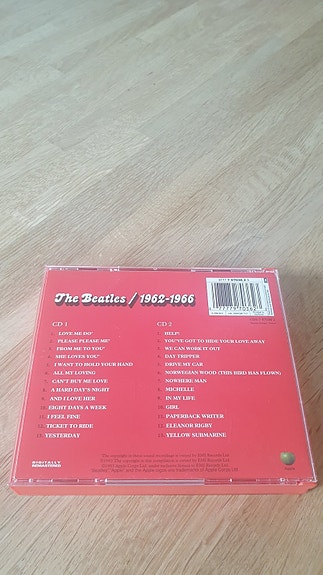 The Beatles / 1962-1966
CD 1
LOVE ME DO
PLEASE PLEASE ME
FROM ME TO YOU
SHE LOVES YOU
I WANT TO HOLD YOUR HAND
ALL MY LOVING
CAN'T BUY ME LOVE
A HARD DAY'S NIGHT
AND I LOVE HER
EIGHT DAYS A WEEK
I FEEL FINE
TICKET TO RIDE
YESTERDAY
CD 2
HELP!
YOU'VE GOT TO HIDE YOUR LOVE AWAY
WE CAN WORK IT OUT
DAY TRIPPER
DRIVE MY CAR
NORWEGIAN WOOD (THIS BIRD HAS FLOWN)
NOWHERE MAN
MICHELLE
IN MY LIFE
GIRL
PAPERBACK WRITER
ELEANOR RIGBY
YELLOW SUBMARINE
DIGITALLY
REMASTERED